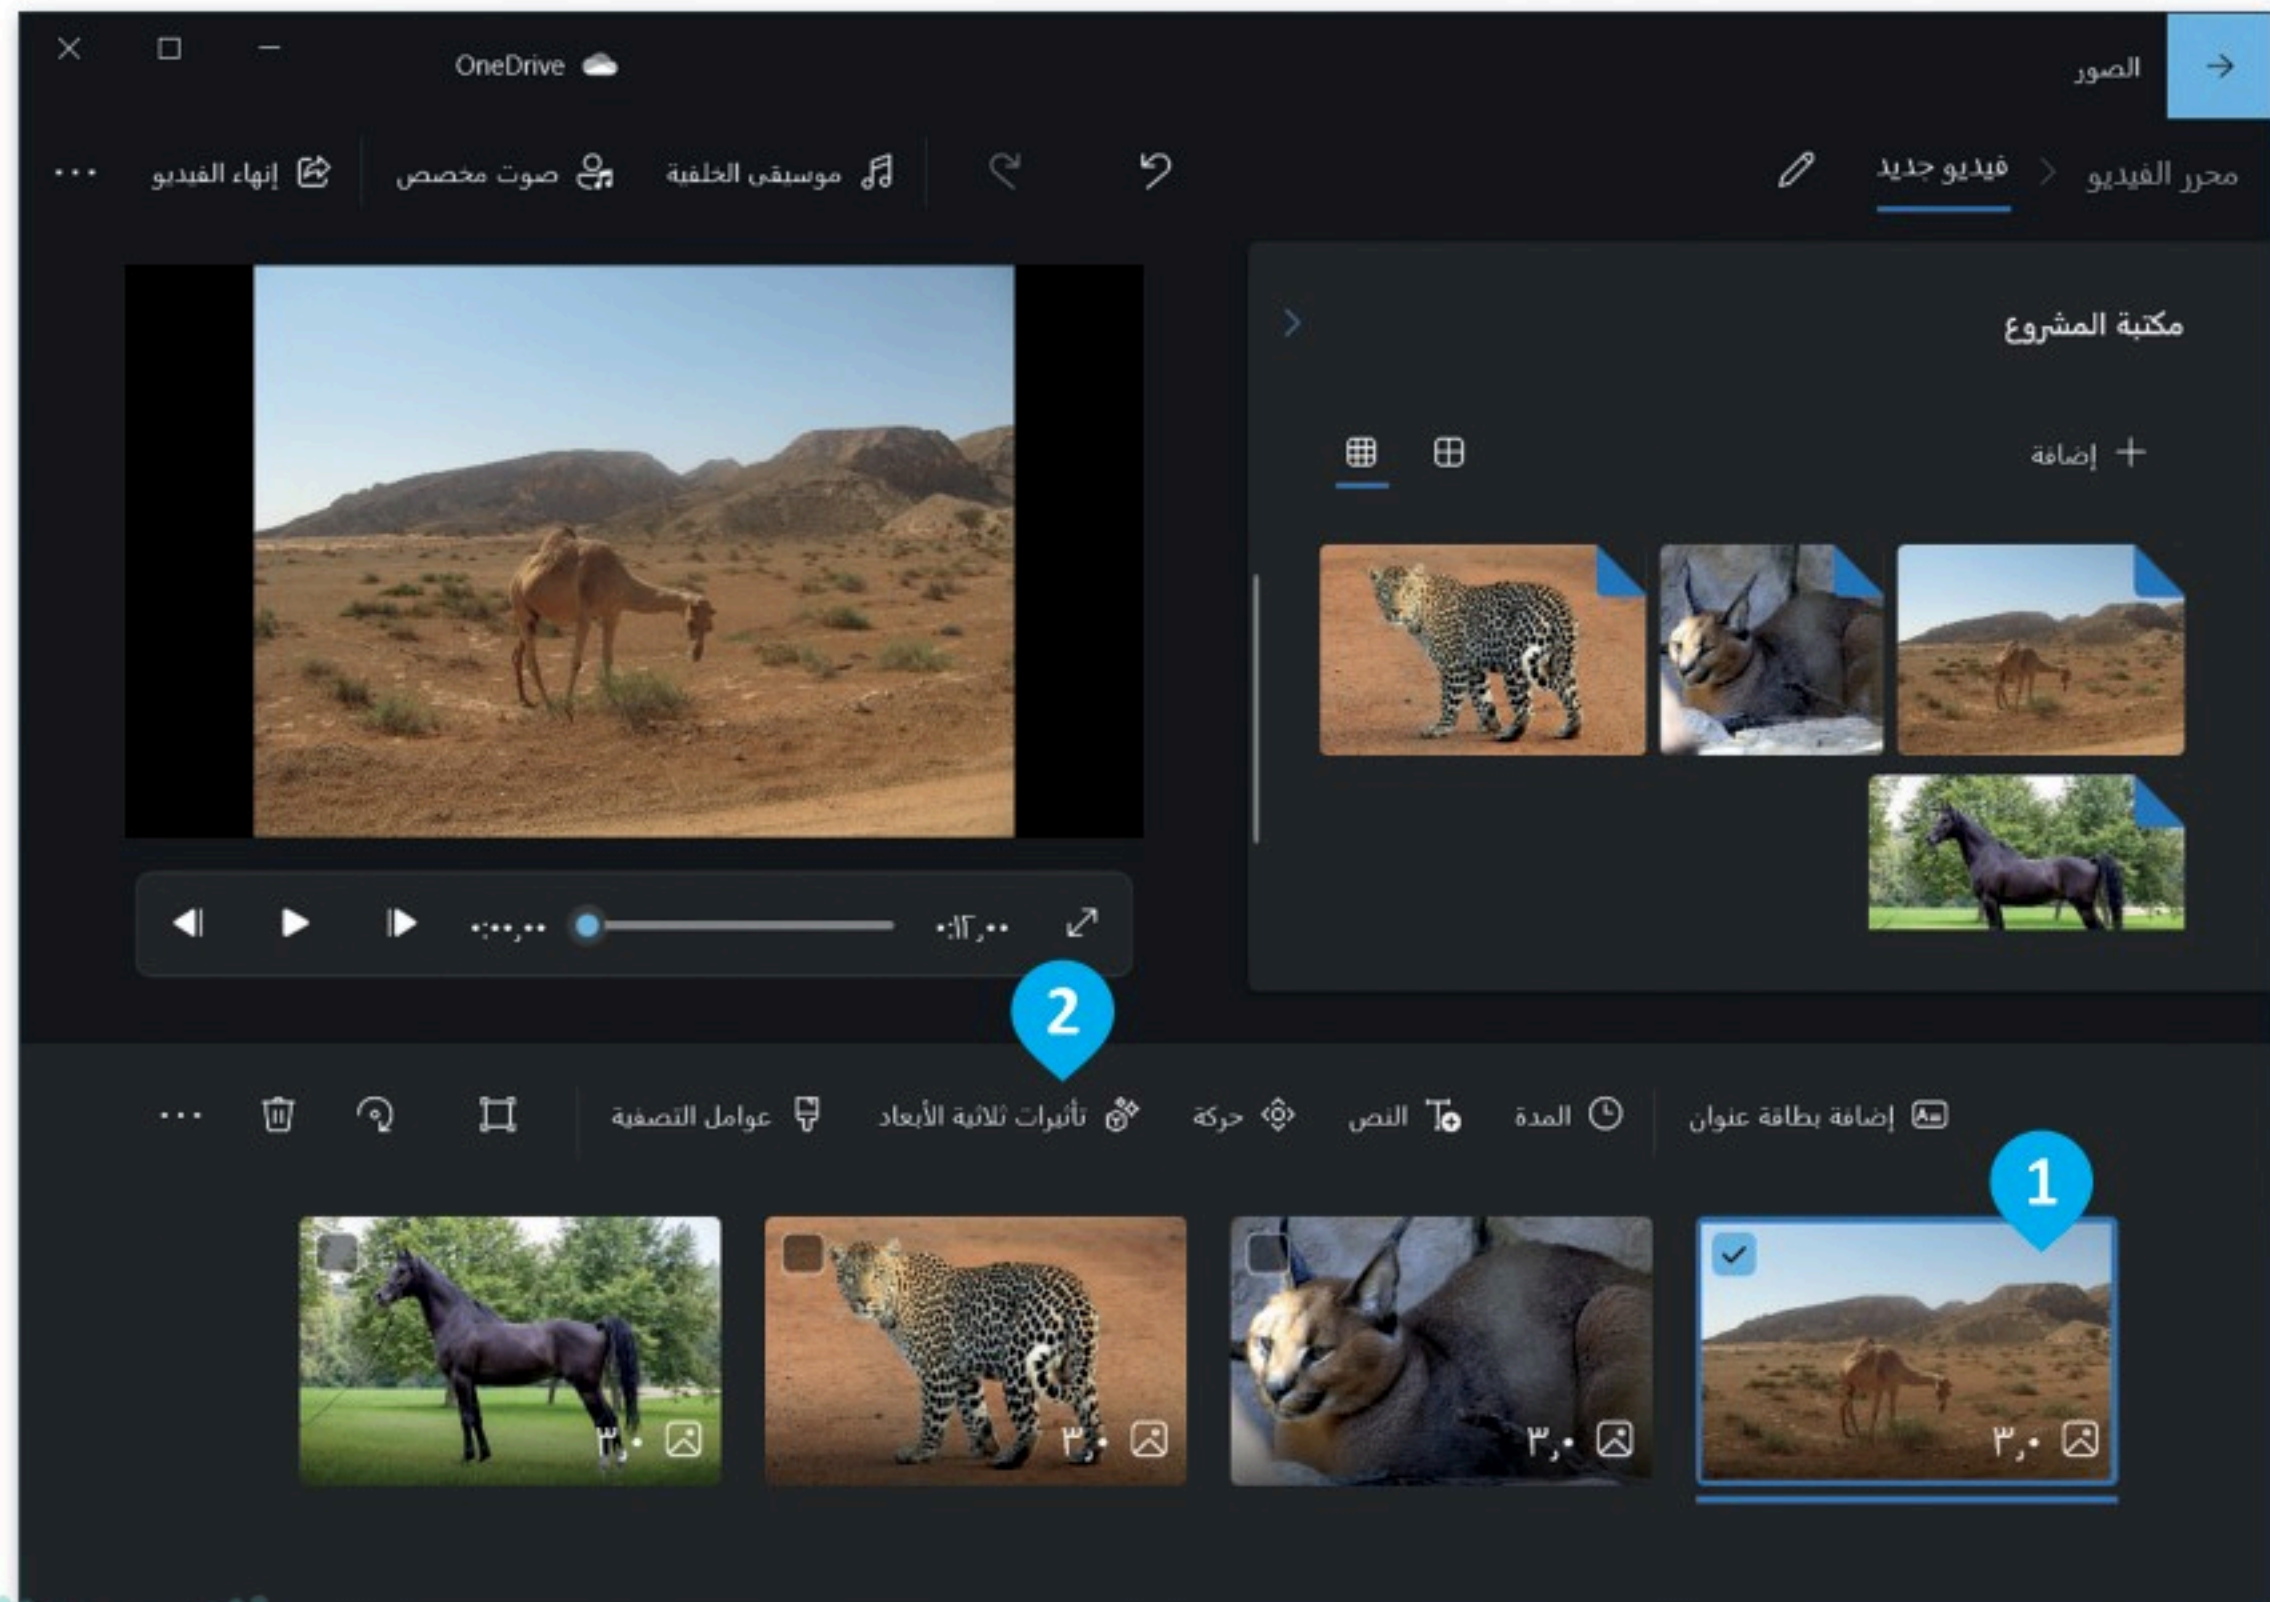 الصور
OneDrive
محرر الفيديو > فيديو جديد
موسيقى الخلفية
صوت مخصص
إنهاء الفيديو
...
مكتبة المشروع
+ إضافة
٠:٠٠,٠٠
٠:١٢,٠٠
2
إضافة بطاقة عنوان
المدة
النص
حركة
تأثيرات ثلاثية الأبعاد
عوامل التصفية
...
1
٣,٠
٣,٠
٣,٠
٣,٠